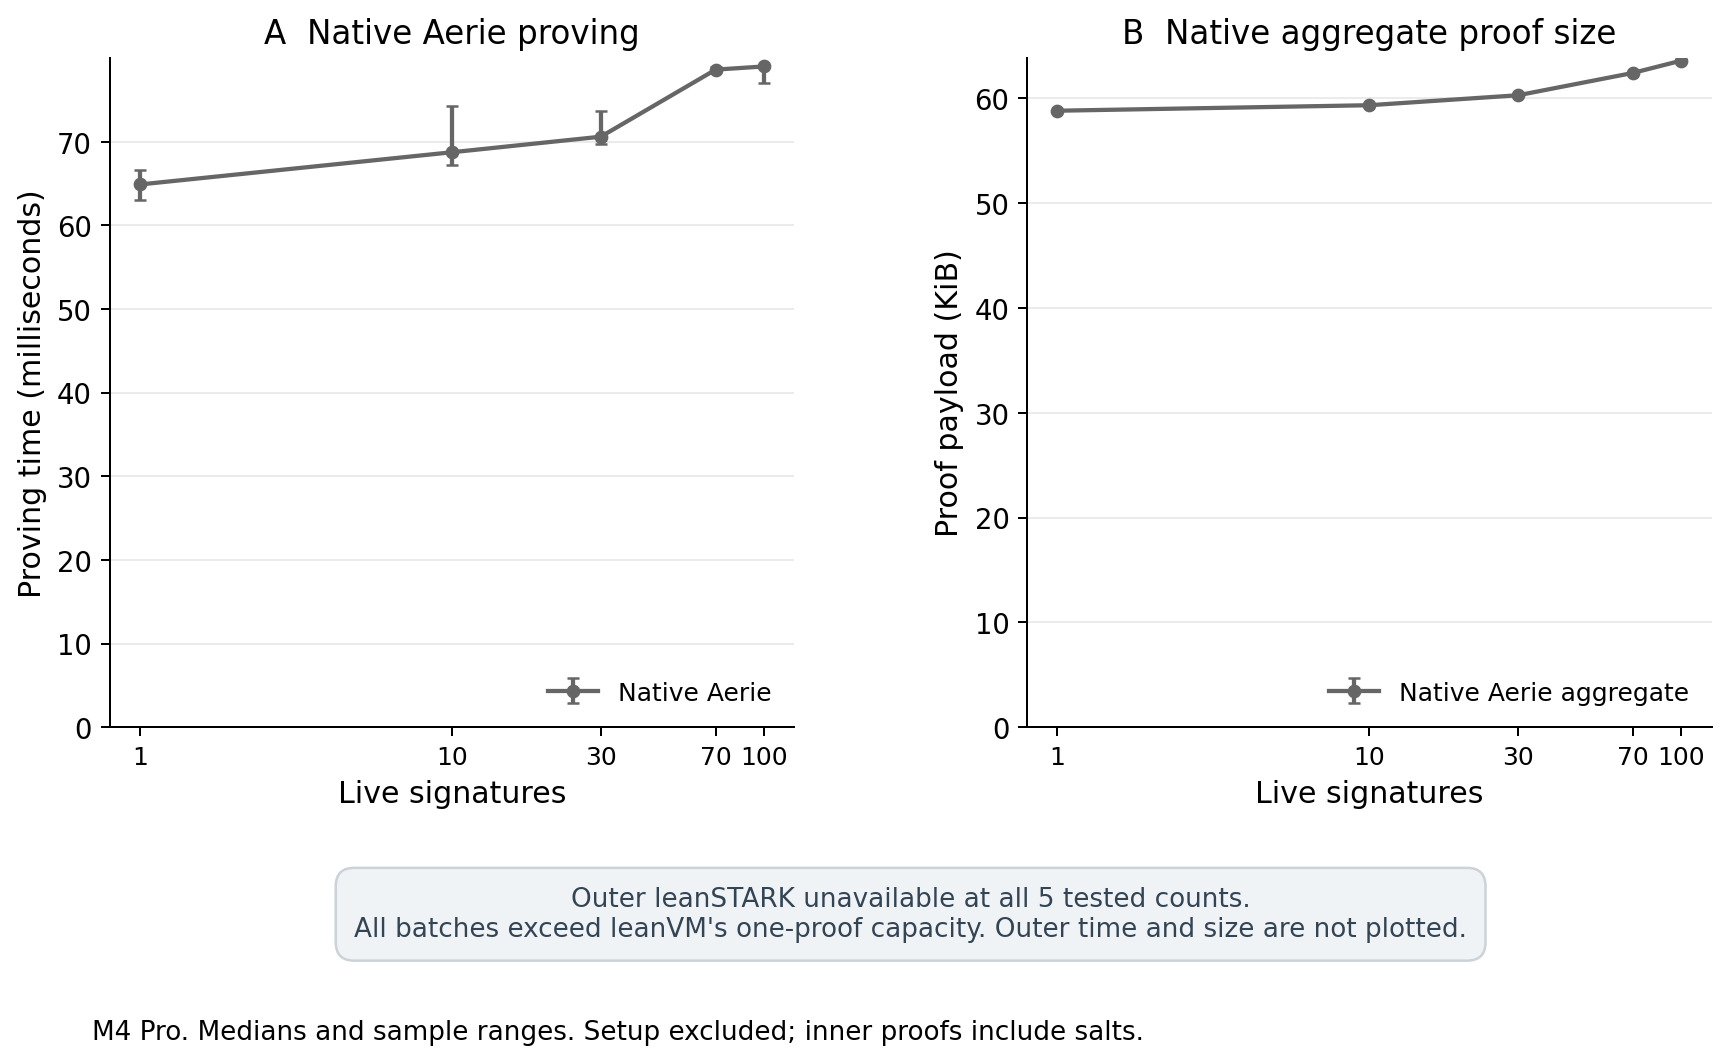 A  Native Aerie proving
Proving time (milliseconds)
70
60
50
40
30
20
10
0
Native Aerie
1 10 30 70 100
Live signatures
B  Native aggregate proof size
Proof payload (KiB)
60
50
40
30
20
10
0
Native Aerie aggregate
1 10 30 70 100
Live signatures
Outer leanSTARK unavailable at all 5 tested counts.
All batches exceed leanVM's one-proof capacity. Outer time and size are not plotted.
M4 Pro. Medians and sample ranges. Setup excluded; inner proofs include salts.